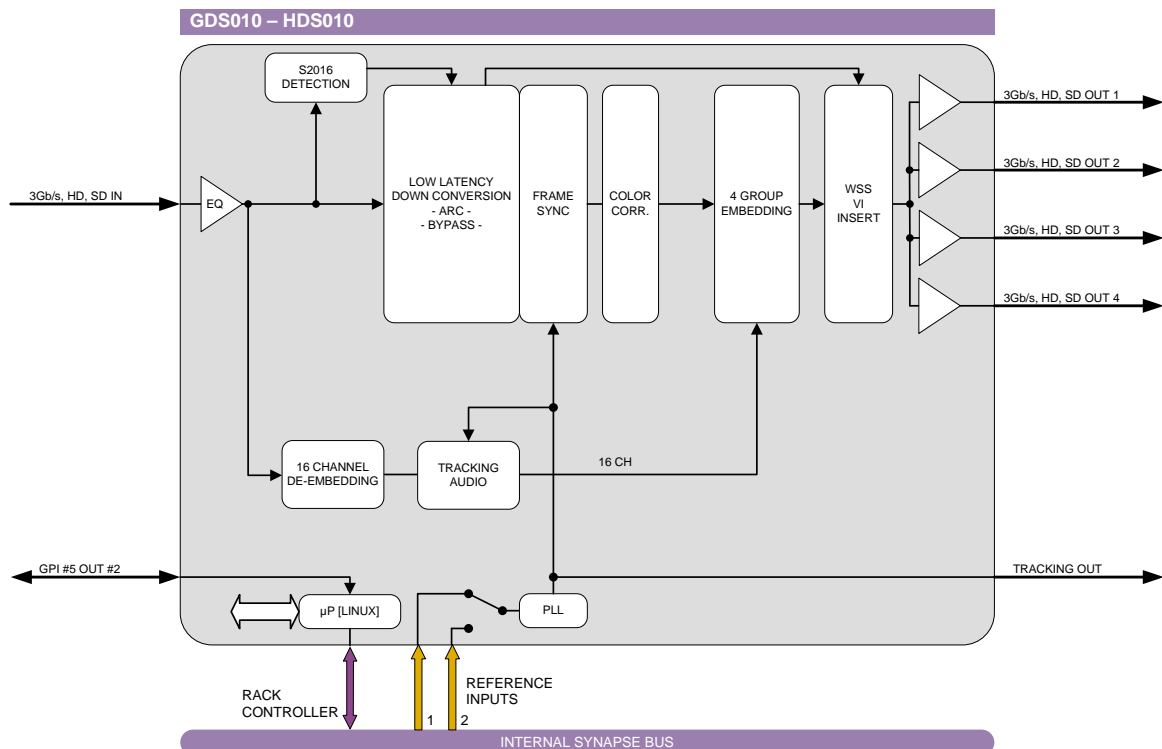 GDS010 – HDS010
S2016
DETECTION
3Gb/s, HD, SD IN
EQ
LOW LATENCY
DOWN CONVERSION
- ARC -
- BYPASS -
FRAME
SYNC
COLOR
CORR.
4 GROUP
EMBEDDING
WSS
VI
INSERT
3Gb/s, HD, SD OUT 1
3Gb/s, HD, SD OUT 2
3Gb/s, HD, SD OUT 3
3Gb/s, HD, SD OUT 4
16 CHANNEL
DE-EMBEDDING
TRACKING
AUDIO
16 CH
GPI #5 OUT #2
TRACKING OUT
µP [LINUX]
PLL
RACK
CONTROLLER
REFERENCE
INPUTS
1
2
INTERNAL SYNAPSE BUS